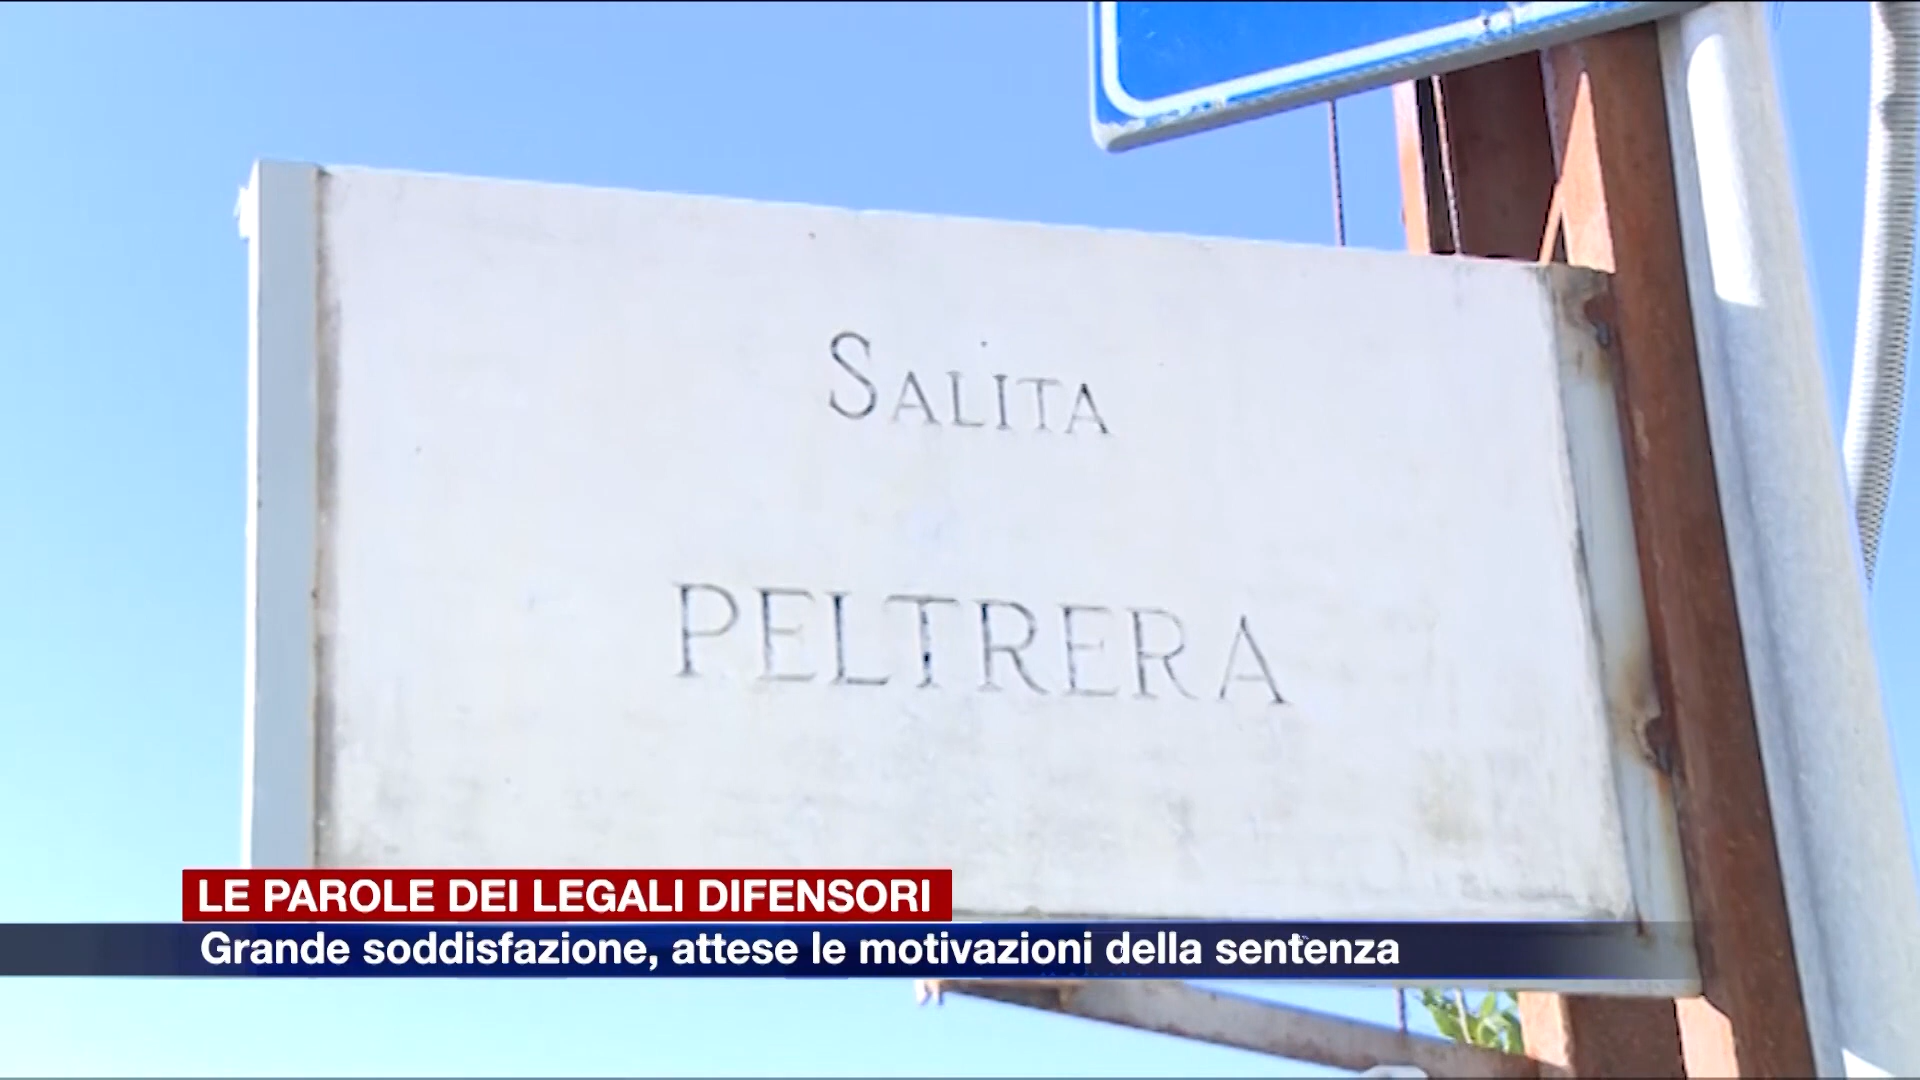 SALITA
PELTRERA
LE PAROLE DEI LEGALI DIFENSORI
Grande soddisfazione, attese le motivazioni della sentenza